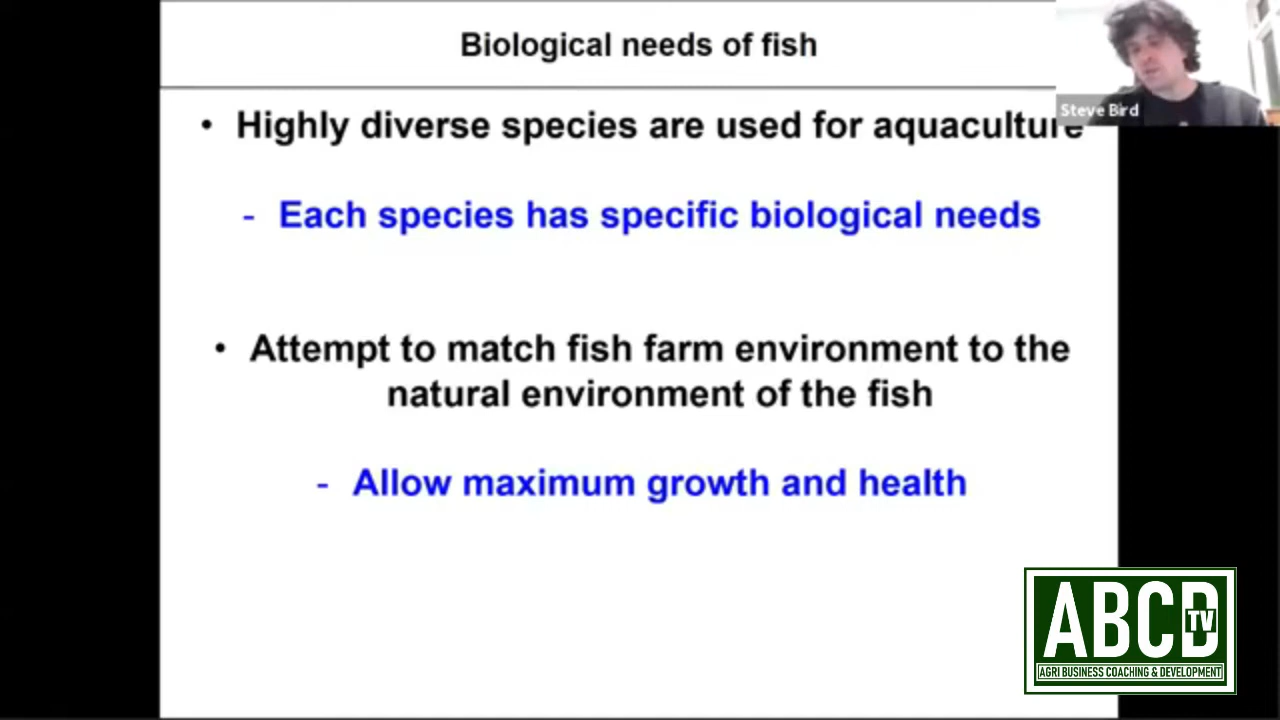 Biological needs of fish
Steve Bird
• Highly diverse species are used for aquaculture
- Each species has specific biological needs
• Attempt to match fish farm environment to the
natural environment of the fish
- Allow maximum growth and health
ABCD
TV
AGRI BUSINESS COACHING & DEVELOPMENT